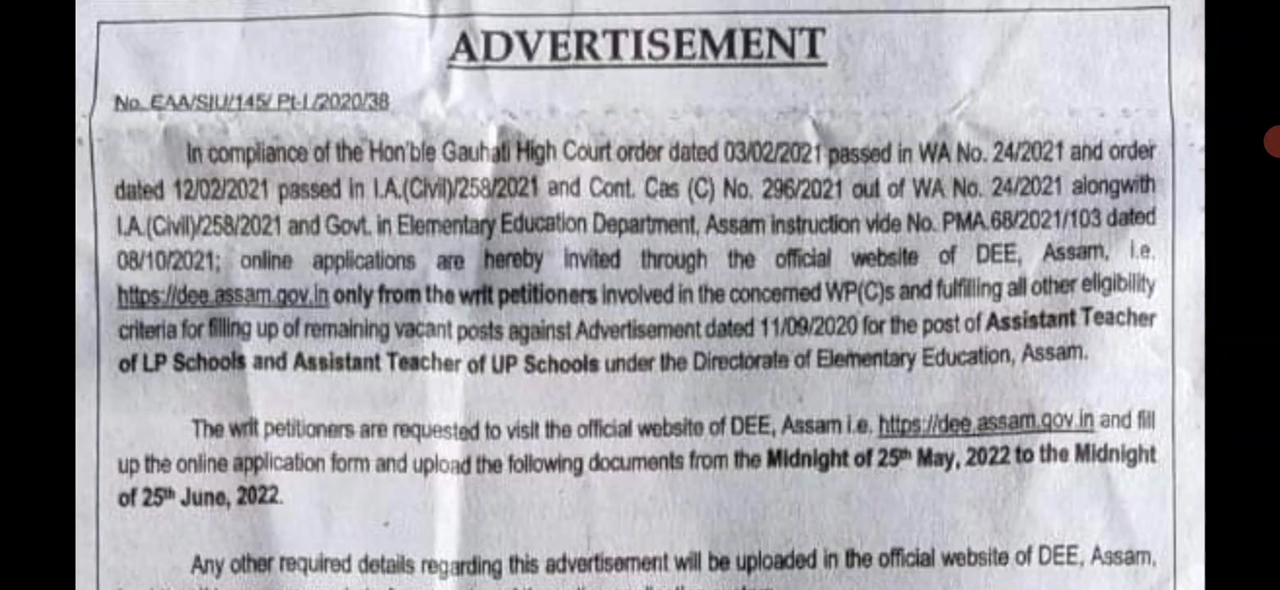 ADVERTISEMENT
No. EAA/SIU/145/ Pt-I/2020/38
In compliance of the Hon'ble Gauhati High Court order dated 03/02/2021 passed in WA No. 24/2021 and order
dated 12/02/2021 passed in I.A.(Civil)/258/2021 and Cont. Cas (C) No. 296/2021 out of WA No. 24/2021 alongwith
I.A.(Civil)/258/2021 and Govt. in Elementary Education Department, Assam instruction vide No. PMA.68/2021/103 dated
08/10/2021; online applications are hereby invited through the official website of DEE, Assam, i.e.
https://dee.assam.gov.in only from the writ petitioners involved in the concerned WP(C)s and fulfilling all other eligibility
criteria for filling up of remaining vacant posts against Advertisement dated 11/09/2020 for the post of Assistant Teacher
of LP Schools and Assistant Teacher of UP Schools under the Directorate of Elementary Education, Assam.
The writ petitioners are requested to visit the official website of DEE, Assam i.e. https://dee.assam.gov.in and fill
up the online application form and upload the following documents from the Midnight of 25th May, 2022 to the Midnight
of 25th June, 2022.
Any other required details regarding this advertisement will be uploaded in the official website of DEE, Assam,